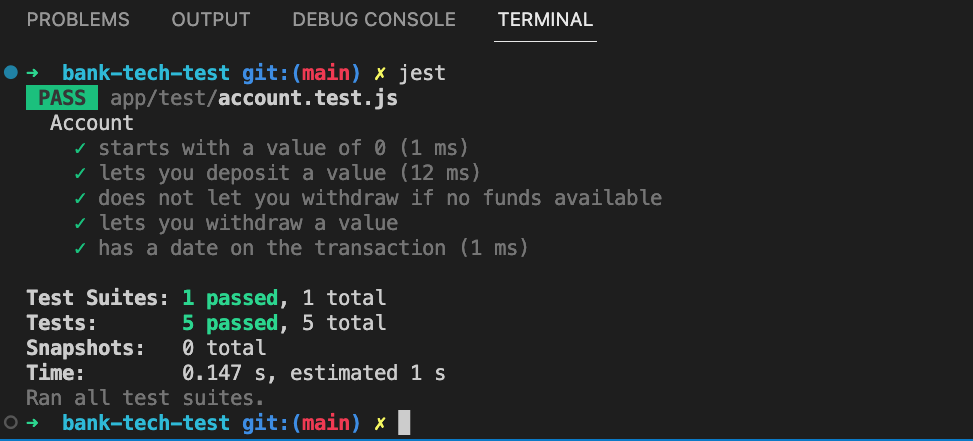 PROBLEMS OUTPUT DEBUG CONSOLE TERMINAL
➜ bank-tech-test git:(main) ✗ jest
PASS app/test/account.test.js
Account
✓ starts with a value of 0 (1 ms)
✓ lets you deposit a value (12 ms)
✓ does not let you withdraw if no funds available
✓ lets you withdraw a value
✓ has a date on the transaction (1 ms)
Test Suites: 1 passed, 1 total
Tests: 5 passed, 5 total
Snapshots: 0 total
Time: 0.147 s, estimated 1 s
Ran all test suites.
➜ bank-tech-test git:(main) ✗